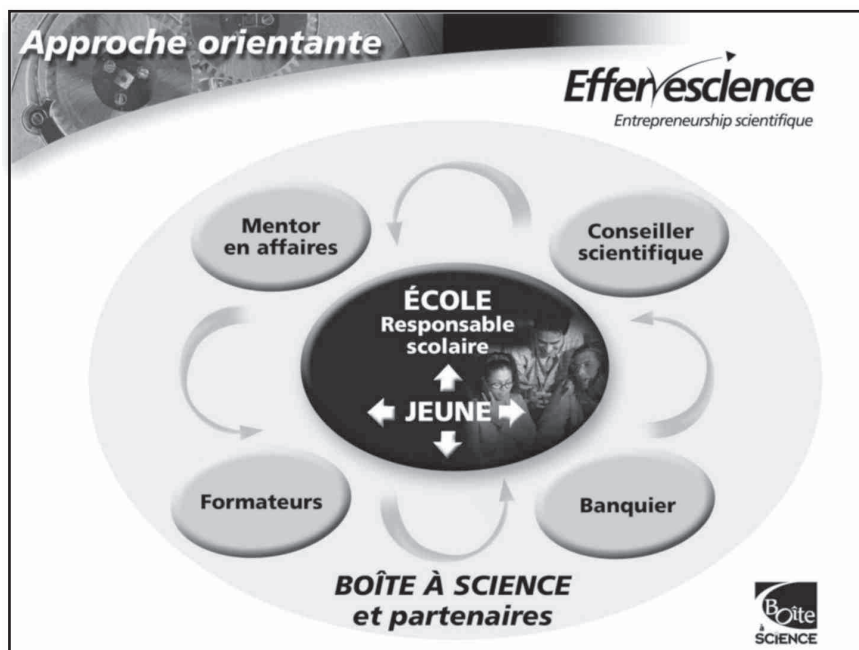 Approche orientante
Effervescience
Entrepreneurship scientifique
Mentor
en affaires
Conseiller
scientifique
ÉCOLE
Responsable
scolaire
JEUNE
Formateurs
Banquier
BOÎTE À SCIENCE
et partenaires
BOîte
à
SCIENCE